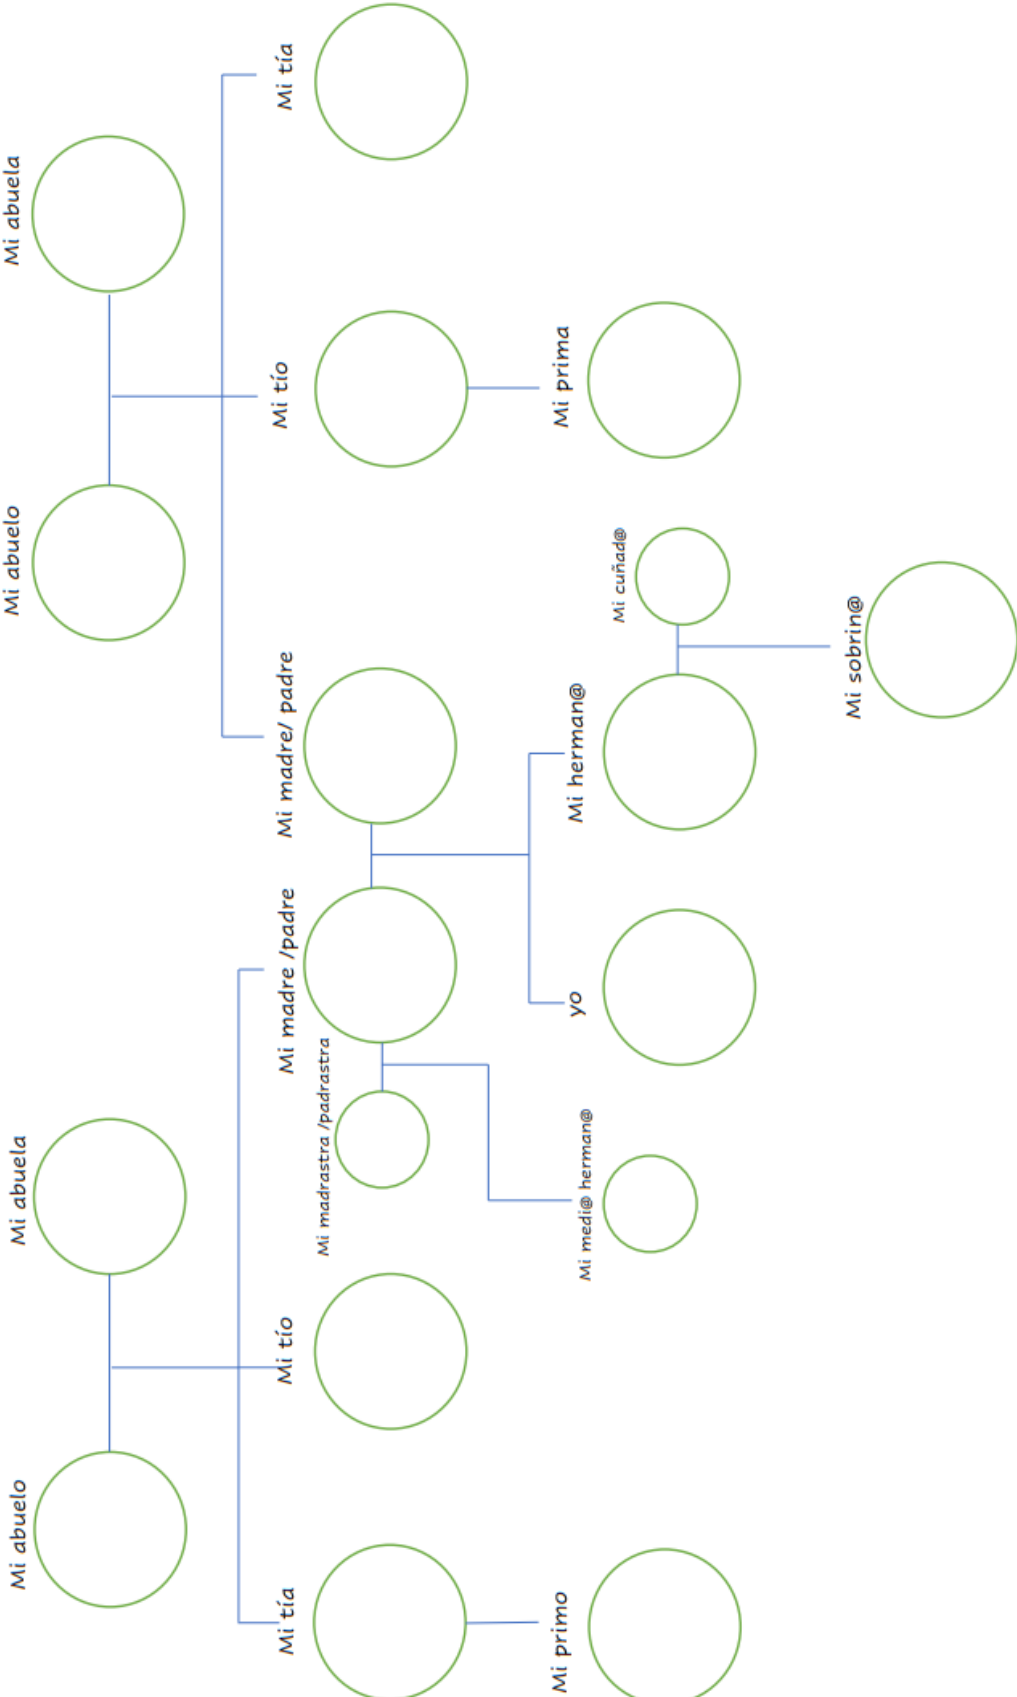 Mi abuelo
Mi abuela
Mi abuelo
Mi abuela
Mi tía
Mi tío
Mi madre /padre
Mi madre/ padre
Mi tío
Mi tía
Mi madrastra /padrastra
Mi primo
Mi medi@ herman@
yo
Mi herman@
Mi cuñad@
Mi prima
Mi sobrin@